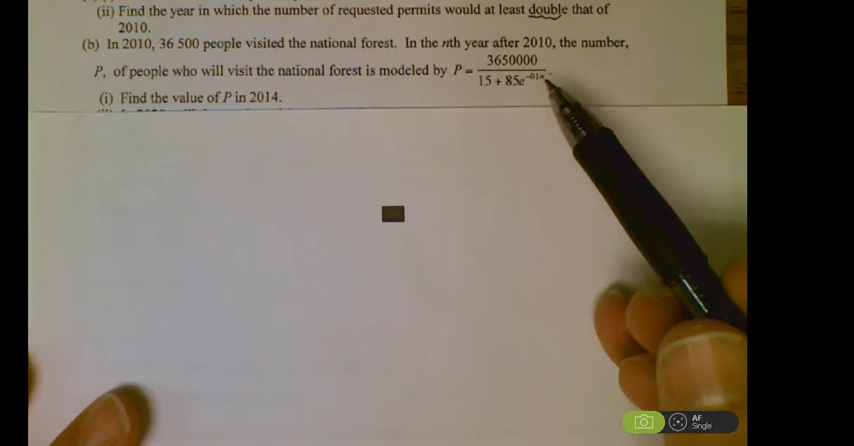 (ii) Find the year in which the number of requested permits would at least double that of
2010.
(b) In 2010, 36 500 people visited the national forest. In the nth year after 2010, the number,
P, of people who will visit the national forest is modeled by P = 3650000 / 15 + 85e^-01n.
(i) Find the value of P in 2014.
AF
Single